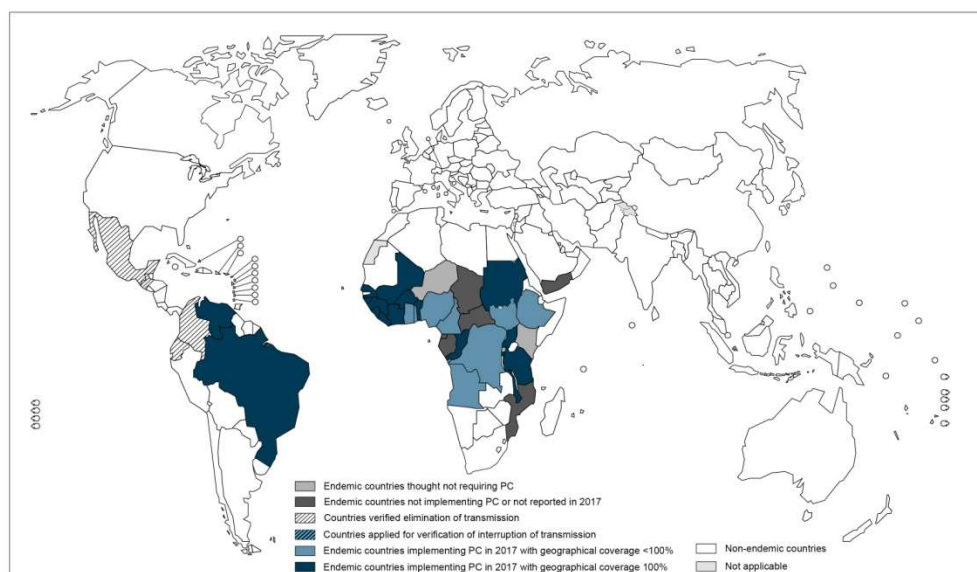 Endemic countries thought not requiring PC
Endemic countries not implementing PC or not reported in 2017
Countries verified elimination of transmission
Countries applied for verification of interruption of transmission
Endemic countries implementing PC in 2017 with geographical coverage <100%
Endemic countries implementing PC in 2017 with geographical coverage 100%
Non-endemic countries
Not applicable